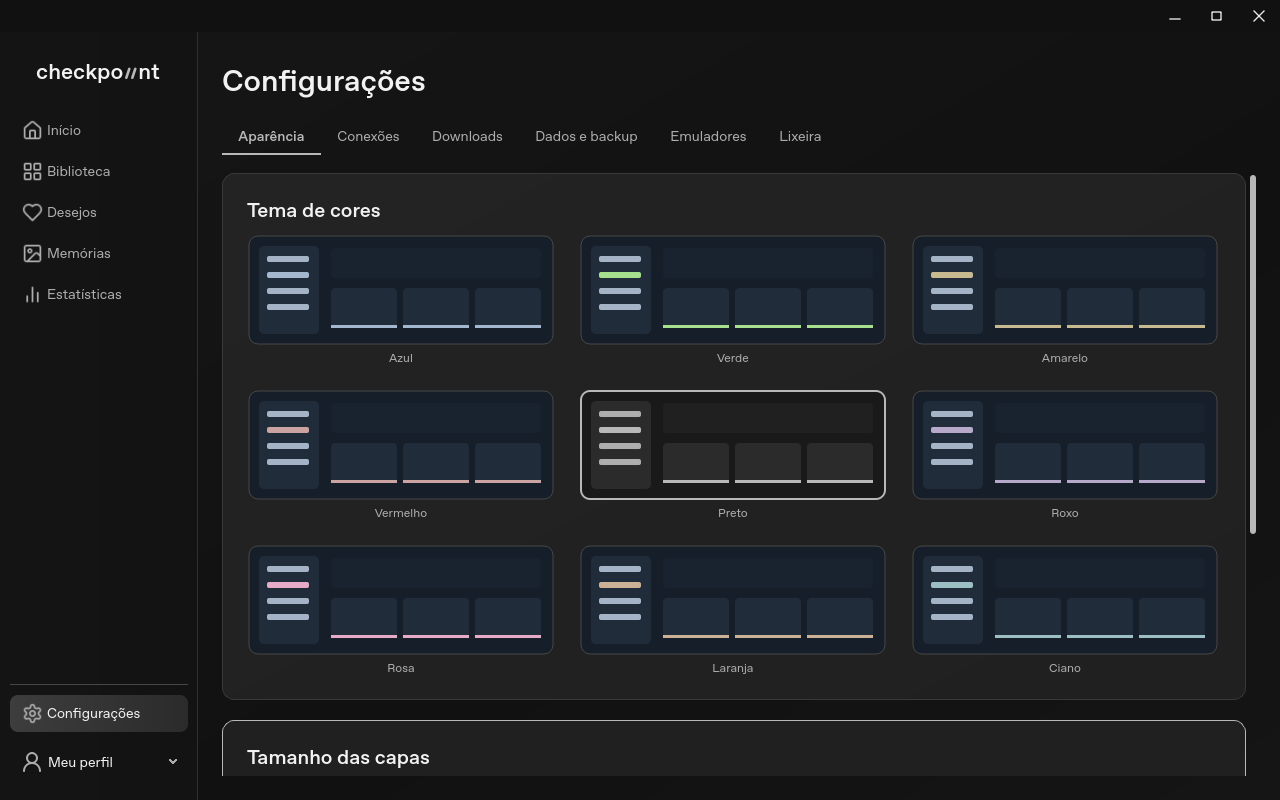 checkpo//nt
Início
Biblioteca
Desejos
Memórias
Estatísticas
Configurações
Meu perfil
Configurações
Aparência Conexões Downloads Dados e backup Emuladores Lixeira
Tema de cores
Azul Verde Amarelo
Vermelho Preto Roxo
Rosa Laranja Ciano
Tamanho das capas